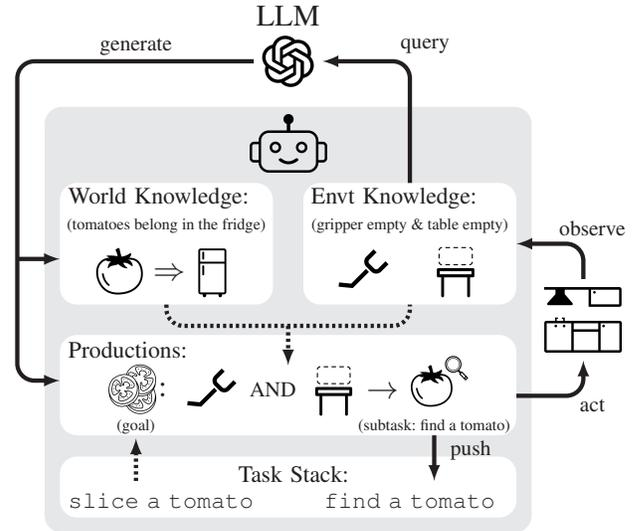 LLM
generate
query
World Knowledge:
(tomatoes belong in the fridge)
Envt Knowledge:
(gripper empty & table empty)
observe
Productions:
:
AND
(goal)
(subtask: find a tomato)
act
push
Task Stack:
slice a tomato
find a tomato